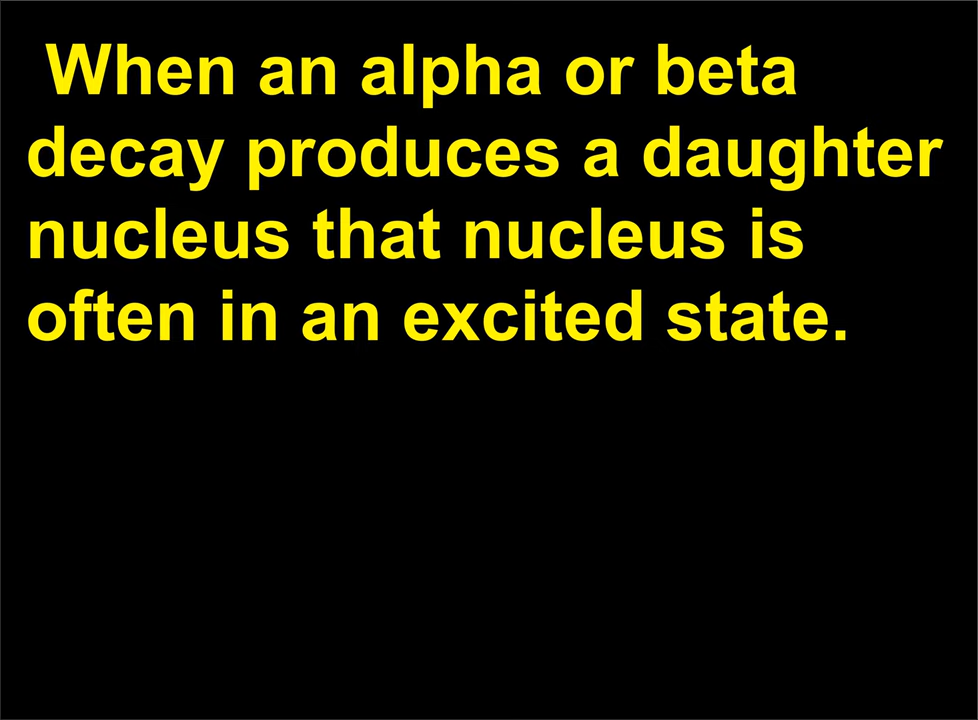 When an alpha or beta
decay produces a daughter
nucleus that nucleus is
often in an excited state.